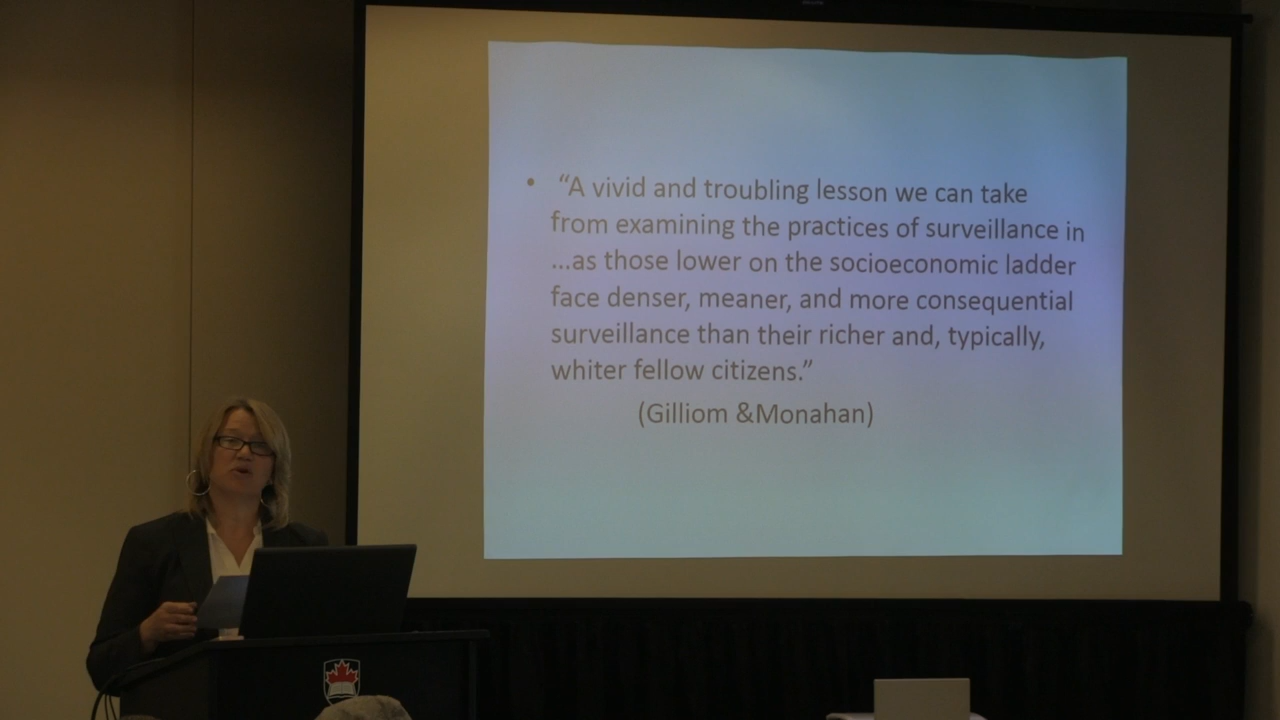 • “A vivid and troubling lesson we can take
from examining the practices of surveillance in
...as those lower on the socioeconomic ladder
face denser, meaner, and more consequential
surveillance than their richer and, typically,
whiter fellow citizens.”
(Gilliom &Monahan)